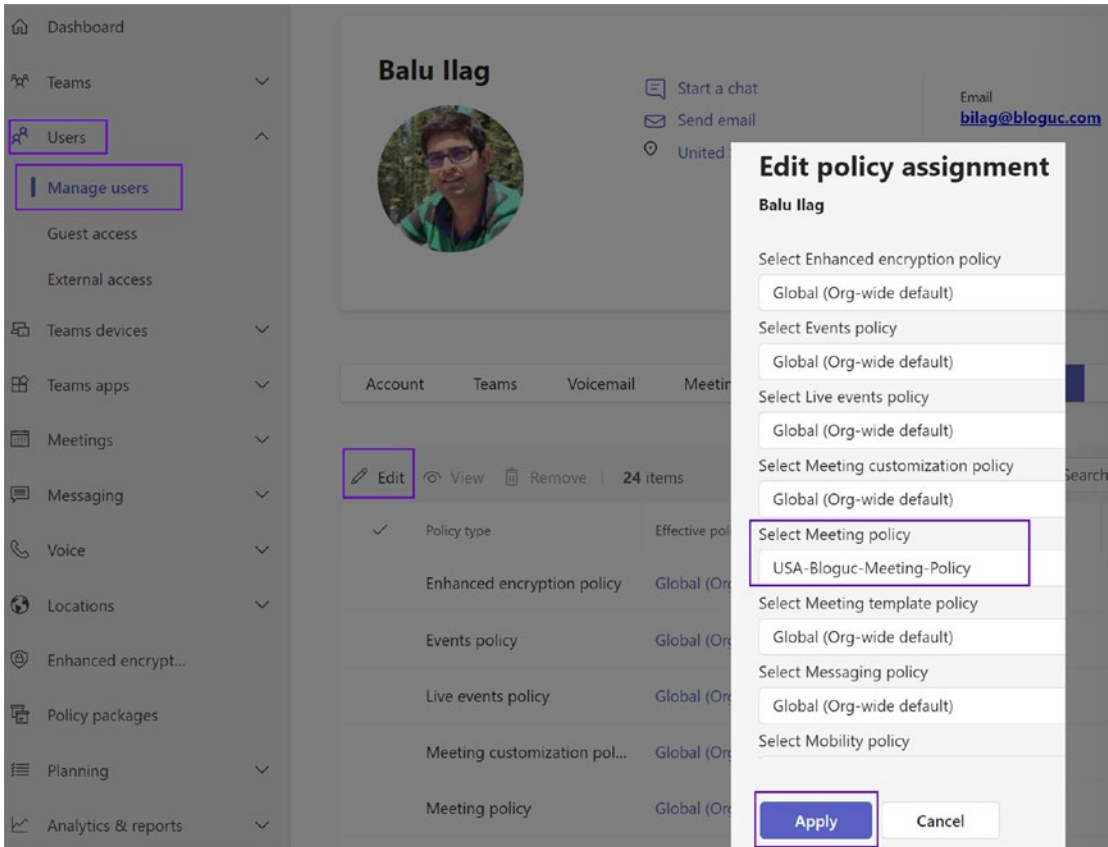 Dashboard
Teams
Users
Manage users
Guest access
External access
Teams devices
Teams apps
Meetings
Messaging
Voice
Locations
Enhanced encrypt...
Policy packages
Planning
Analytics & reports
Balu Ilag
Start a chat
Send email
United
Email
bilag@bloguc.com
Account Teams Voicemail Meetin
Edit View Remove 24 items Search
Policy type Effective poli
Enhanced encryption policy Global (Org
Events policy Global (Org
Live events policy Global (Org
Meeting customization pol... Global (Org
Meeting policy Global (Org
Edit policy assignment
Balu Ilag
Select Enhanced encryption policy
Global (Org-wide default)
Select Events policy
Global (Org-wide default)
Select Live events policy
Global (Org-wide default)
Select Meeting customization policy
Global (Org-wide default)
Select Meeting policy
USA-Bloguc-Meeting-Policy
Select Meeting template policy
Global (Org-wide default)
Select Messaging policy
Global (Org-wide default)
Select Mobility policy
Apply Cancel